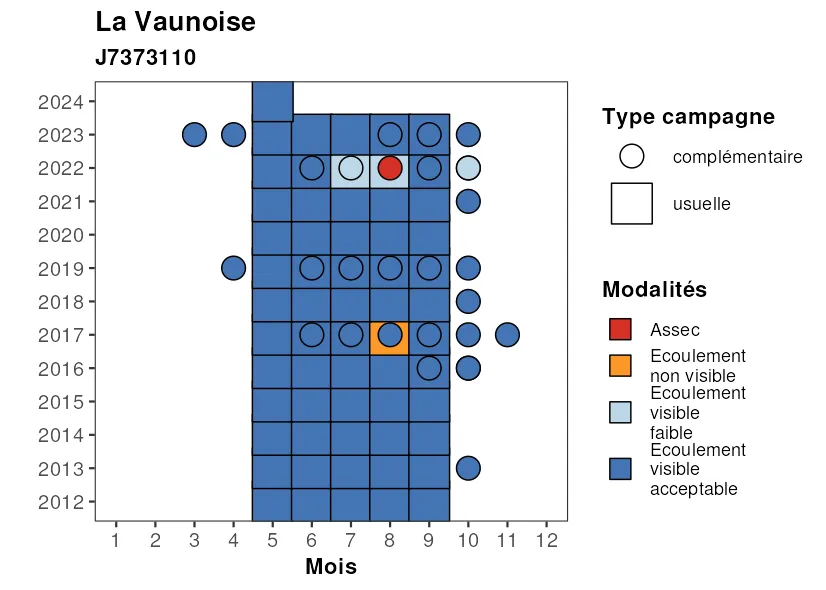 La Vaunoise
J7373110
2024
2023
2022
2021
2020
2019
2018
2017
2016
2015
2014
2013
2012
1 2 3 4 5 6 7 8 9 10 11 12
Mois
Type campagne
complémentaire
usuelle
Modalités
Assec
Ecoulement
non visible
Ecoulement
visible
faible
Ecoulement
visible
acceptable